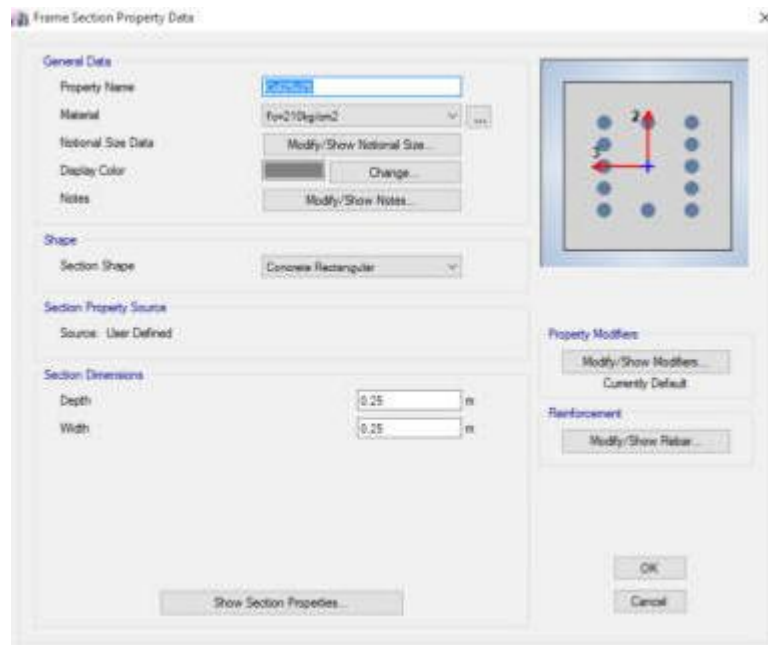 Frame Section Property Data
General Data
Property Name
Material
f'c=210kg/cm2
...
Notional Size Data
Modify/Show Notional Size...
Display Color
Change...
Notes
Modify/Show Notes...
2
3
Shape
Section Shape
Concrete Rectangular
Section Property Source
Source: User Defined
Property Modifiers
Modify/Show Modifiers...
Currently Default
Section Dimensions
Depth
0.25
m
Width
0.25
m
Reinforcement
Modify/Show Rebar...
Show Section Properties...
OK
Cancel